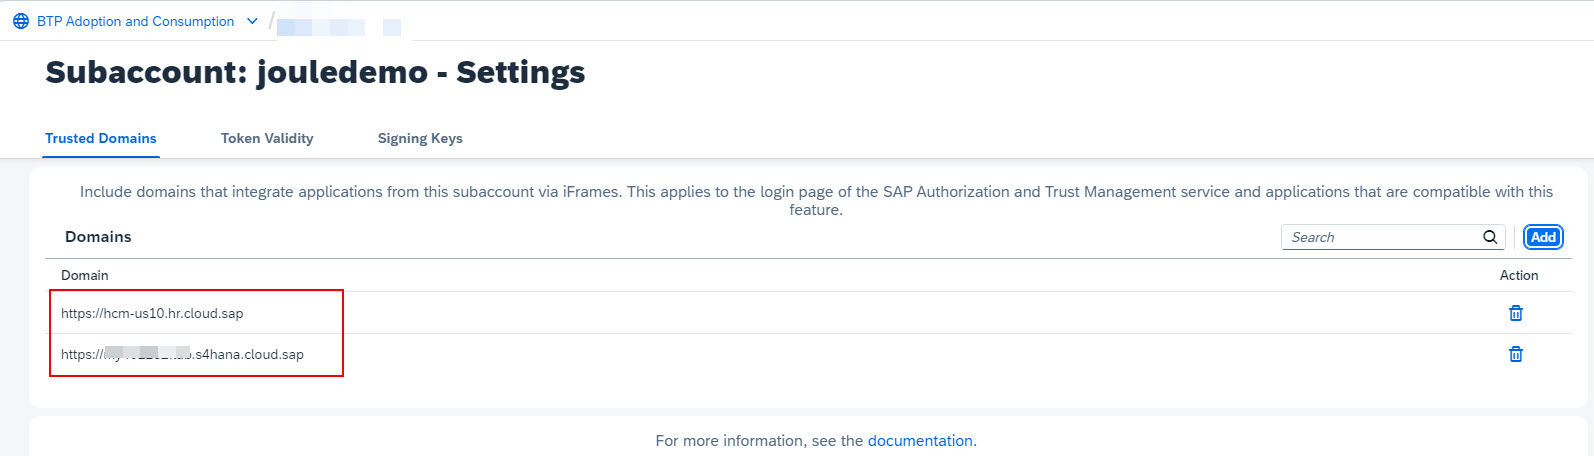 BTP Adoption and Consumption /
Subaccount: jouledemo - Settings
Trusted Domains Token Validity Signing Keys
Include domains that integrate applications from this subaccount via iFrames. This applies to the login page of the SAP Authorization and Trust Management service and applications that are compatible with this
feature.
Domains Search Add
Domain Action
https://hcm-us10.hr.cloud.sap
https:// .s4hana.cloud.sap
For more information, see the documentation.